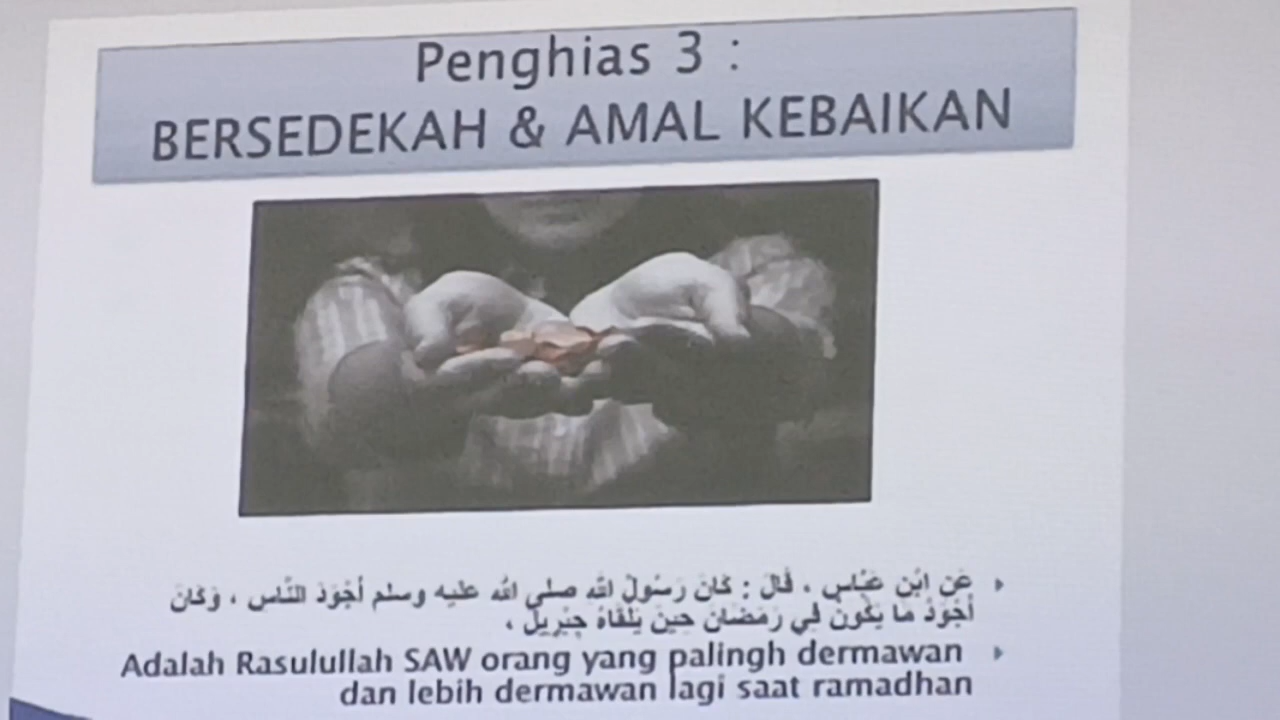 Penghias 3 :
BERSEDEKAH & AMAL KEBAIKAN
عَنِ ابْنِ عَبَّاسٍ ، قَالَ : كَانَ رَسُولُ اللهِ صلى الله عليه وسلم أَجْوَدَ النَّاسِ ، وَكَانَ
أَجْوَدُ مَا يَكُونُ فِي رَمَضَانَ حِينَ يَلْقَاهُ جِبْرِيلُ ،
Adalah Rasulullah SAW orang yang palingh dermawan
dan lebih dermawan lagi saat ramadhan